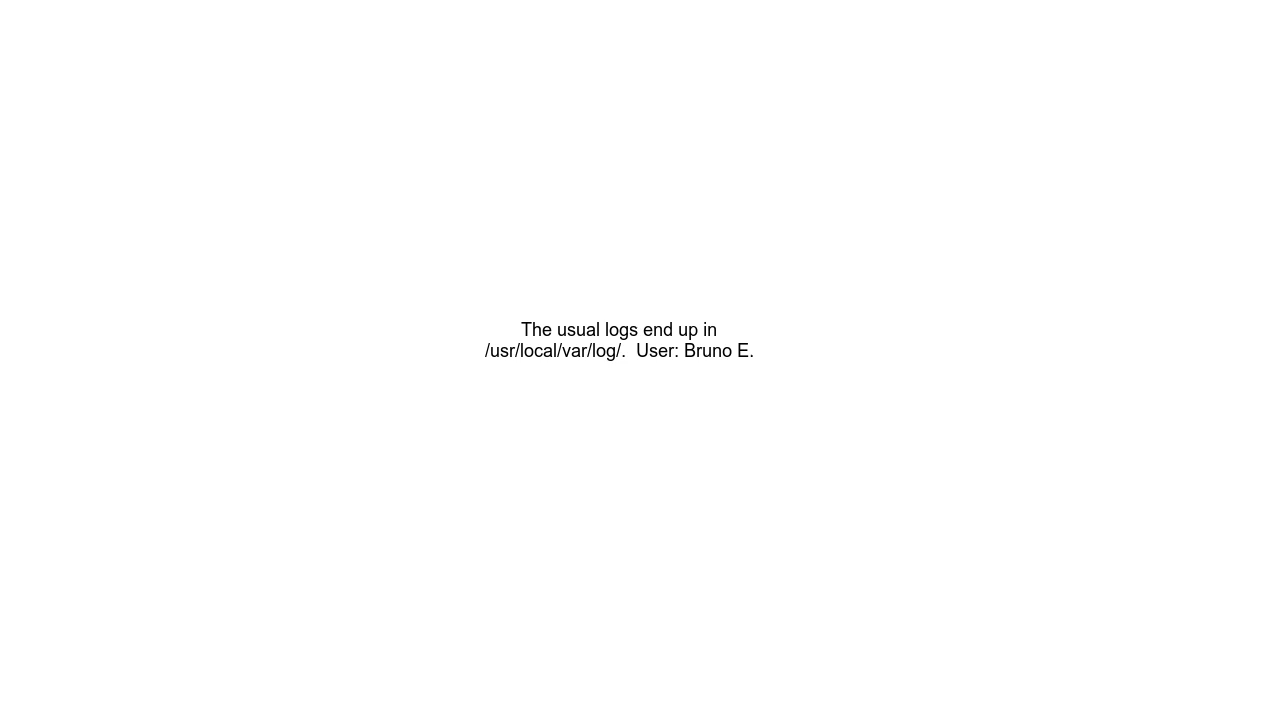 The usual logs end up in
/usr/local/var/log/.  User: Bruno E.